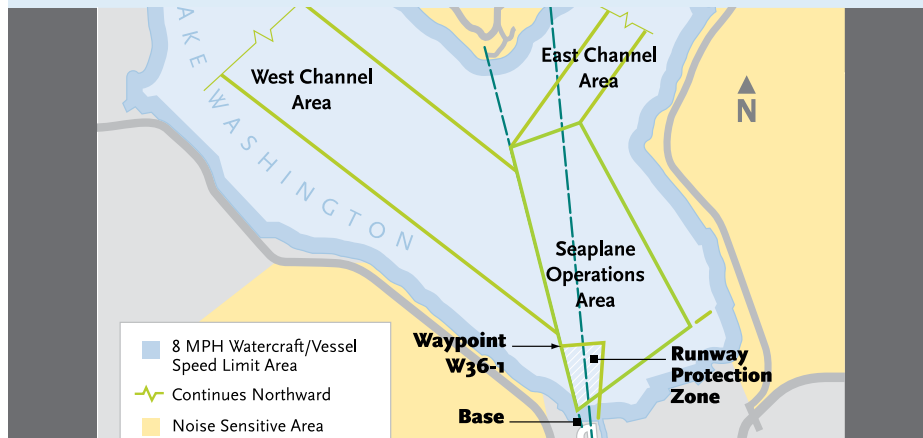 AKE
WASHINGTON
West Channel
Area
East Channel
Area
N
Seaplane
Operations
Area
Waypoint
W36-1
Runway
Protection
Zone
Base
8 MPH Watercraft/Vessel
Speed Limit Area
Continues Northward
Noise Sensitive Area